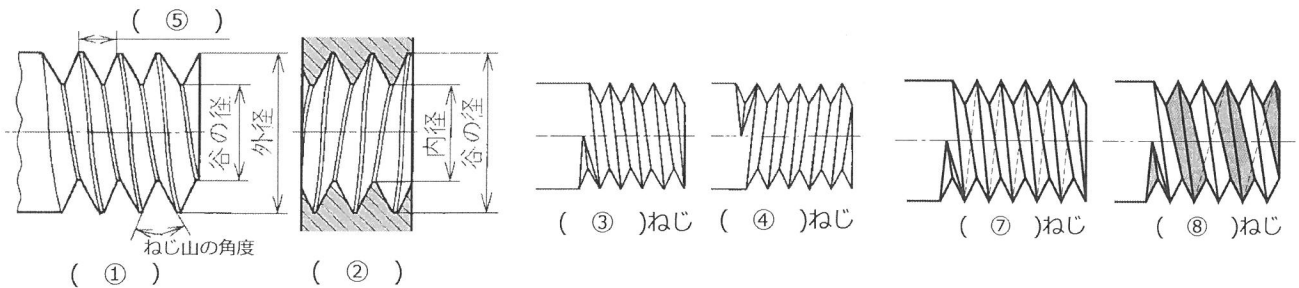 ( ⑤ )
谷の径
外径
ねじ山の角度
( ① )
内径
谷の径
( ② )
( ③ )ねじ
( ④ )ねじ
( ⑦ )ねじ
( ⑧ )ねじ